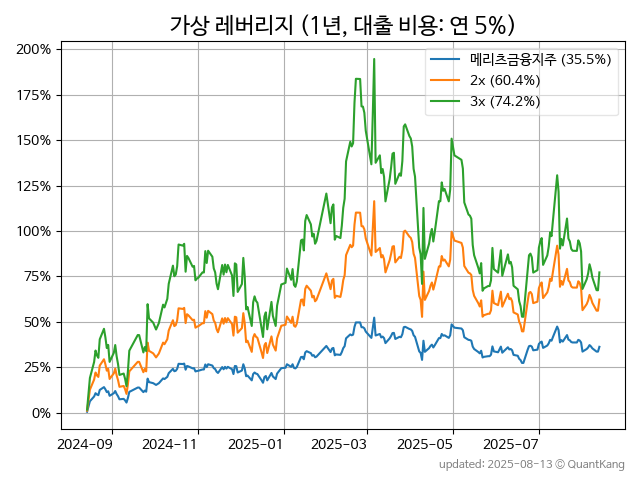 가상 레버리지 (1년, 대출 비용: 연 5%)
메리츠금융지주 (35.5%)
2x (60.4%)
3x (74.2%)
200%
175%
150%
125%
100%
75%
50%
25%
0%
2024-09 2024-11 2025-01 2025-03 2025-05 2025-07
updated: 2025-08-13 © QuantKang